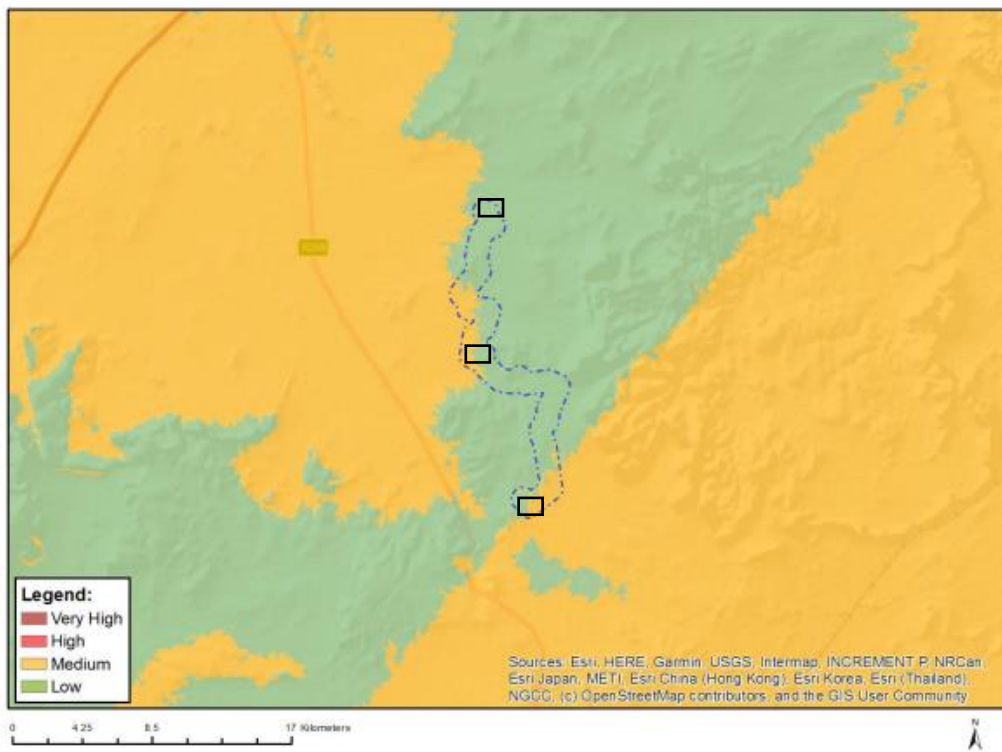 Legend:
Very High
High
Medium
Low
Sources: Esri, HERE, Garmin, USGS, Intermap, INCREMENT P, NRCan,
Esri Japan, METI, Esri China (Hong Kong), Esri Korea, Esri (Thailand),
NGCC, (c) OpenStreetMap contributors, and the GIS User Community
0 4.25 8.5 17 Kilometers
N